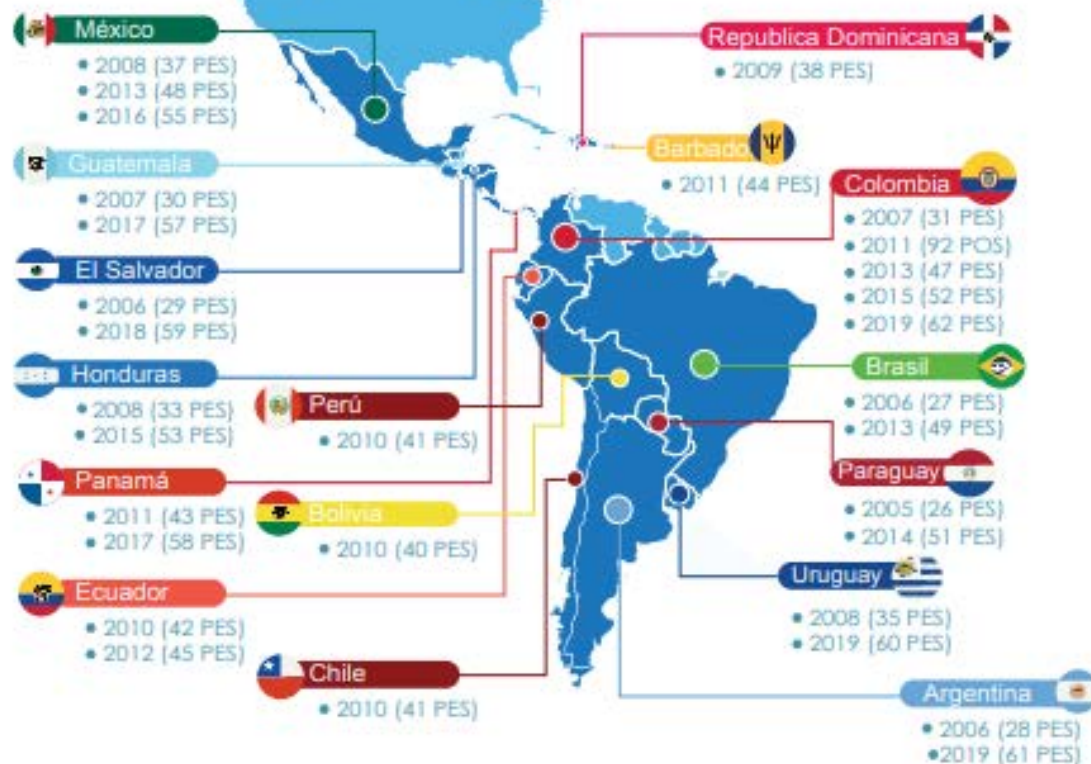 México
• 2008 (37 PES)
• 2013 (48 PES)
• 2016 (55 PES)
Guatemala
• 2007 (30 PES)
• 2017 (57 PES)
El Salvador
• 2006 (29 PES)
• 2018 (59 PES)
Honduras
• 2008 (33 PES)
• 2015 (53 PES)
Panamá
• 2011 (43 PES)
• 2017 (58 PES)
Ecuador
• 2010 (42 PES)
• 2012 (45 PES)
Perú
• 2010 (41 PES)
Bolivia
• 2010 (40 PES)
Chile
• 2010 (41 PES)
Republica Dominicana
• 2009 (38 PES)
Barbado
• 2011 (44 PES)
Colombia
• 2007 (31 PES)
• 2011 (92 POS)
• 2013 (47 PES)
• 2015 (52 PES)
• 2019 (62 PES)
Brasil
• 2006 (27 PES)
• 2013 (49 PES)
Paraguay
• 2005 (26 PES)
• 2014 (51 PES)
Uruguay
• 2008 (35 PES)
• 2019 (60 PES)
Argentina
• 2006 (28 PES)
• 2019 (61 PES)